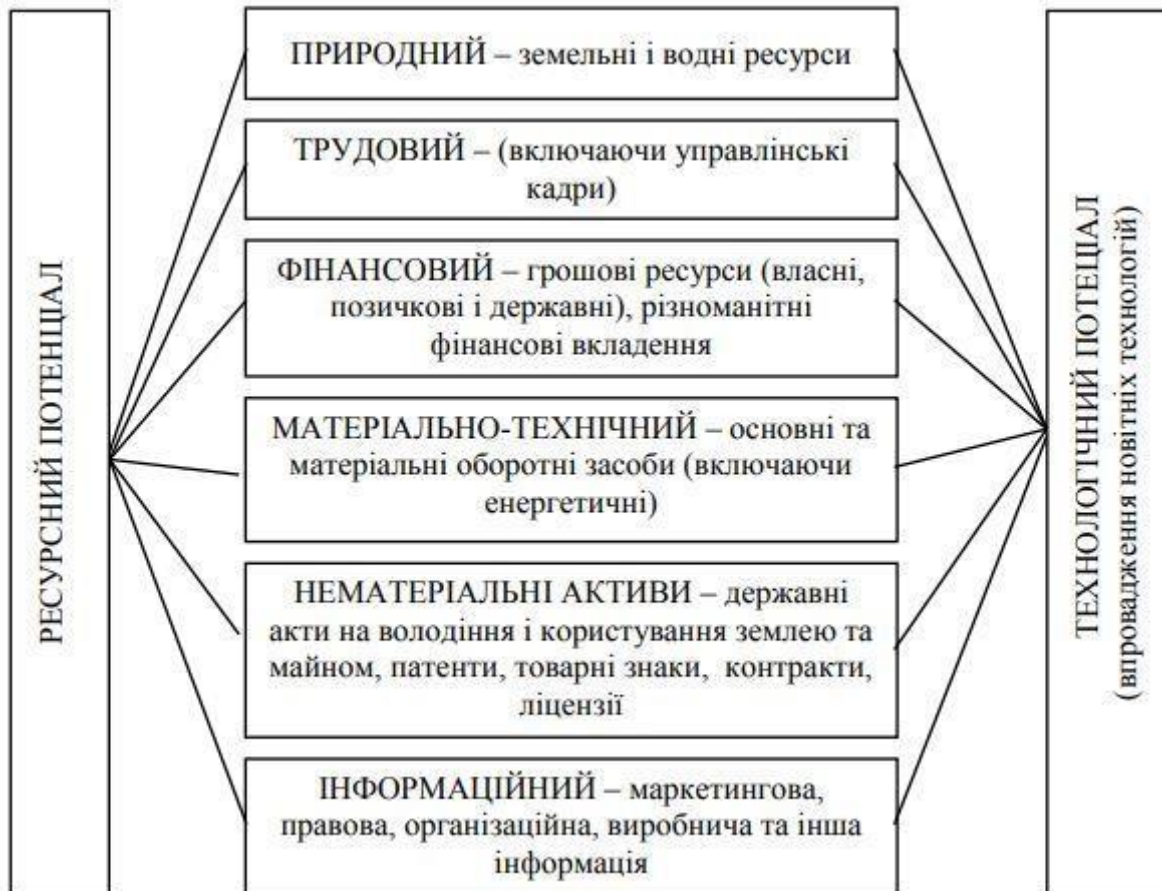 РЕСУРСНИЙ ПОТЕНЦІАЛ
ПРИРОДНИЙ – земельні і водні ресурси
ТРУДОВИЙ – (включаючи управлінські
кадри)
ФІНАНСОВИЙ – грошові ресурси (власні,
позичкові і державні), різноманітні
фінансові вкладення
МАТЕРІАЛЬНО-ТЕХНІЧНИЙ – основні та
матеріальні оборотні засоби (включаючи
енергетичні)
НЕМАТЕРІАЛЬНІ АКТИВИ – державні
акти на володіння і користування землею та
майном, патенти, товарні знаки, контракти,
ліцензії
ІНФОРМАЦІЙНИЙ – маркетингова,
правова, організаційна, виробнича та інша
інформація
ТЕХНОЛОГІЧНИЙ ПОТЕЦІАЛ
(впровадження новітніх технологій)